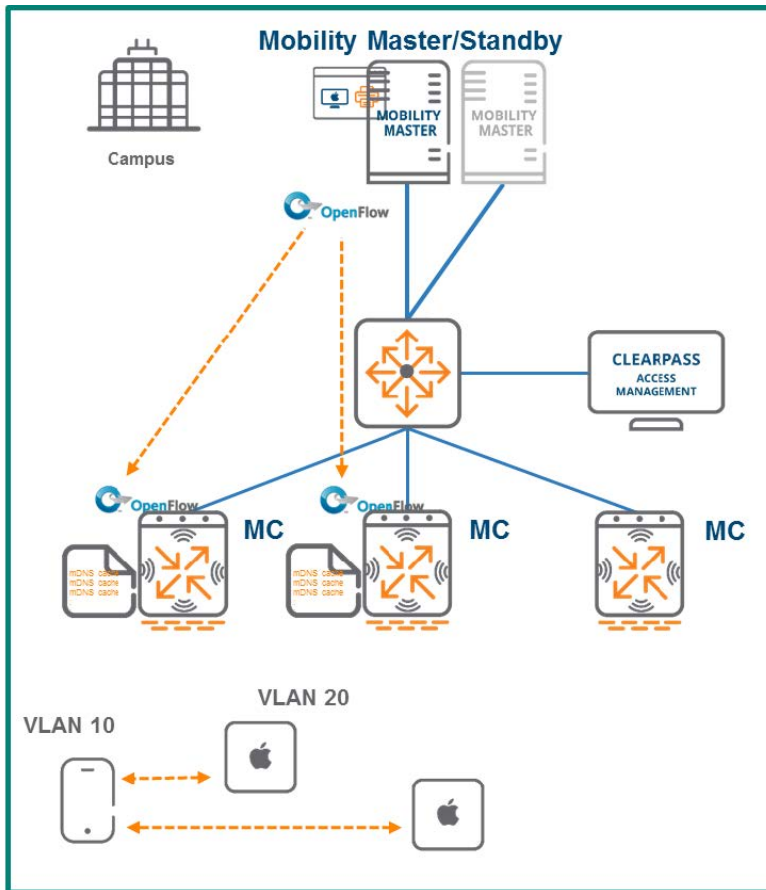 Mobility Master/Standby
MOBILITY
MASTER
MOBILITY
MASTER
Campus
OpenFlow
CLEARPASS
ACCESS
MANAGEMENT
OpenFlow
MC
OpenFlow
MC
MC
mDNS cache
mDNS cache
mDNS cache
mDNS cache
mDNS cache
mDNS cache
VLAN 20
VLAN 10